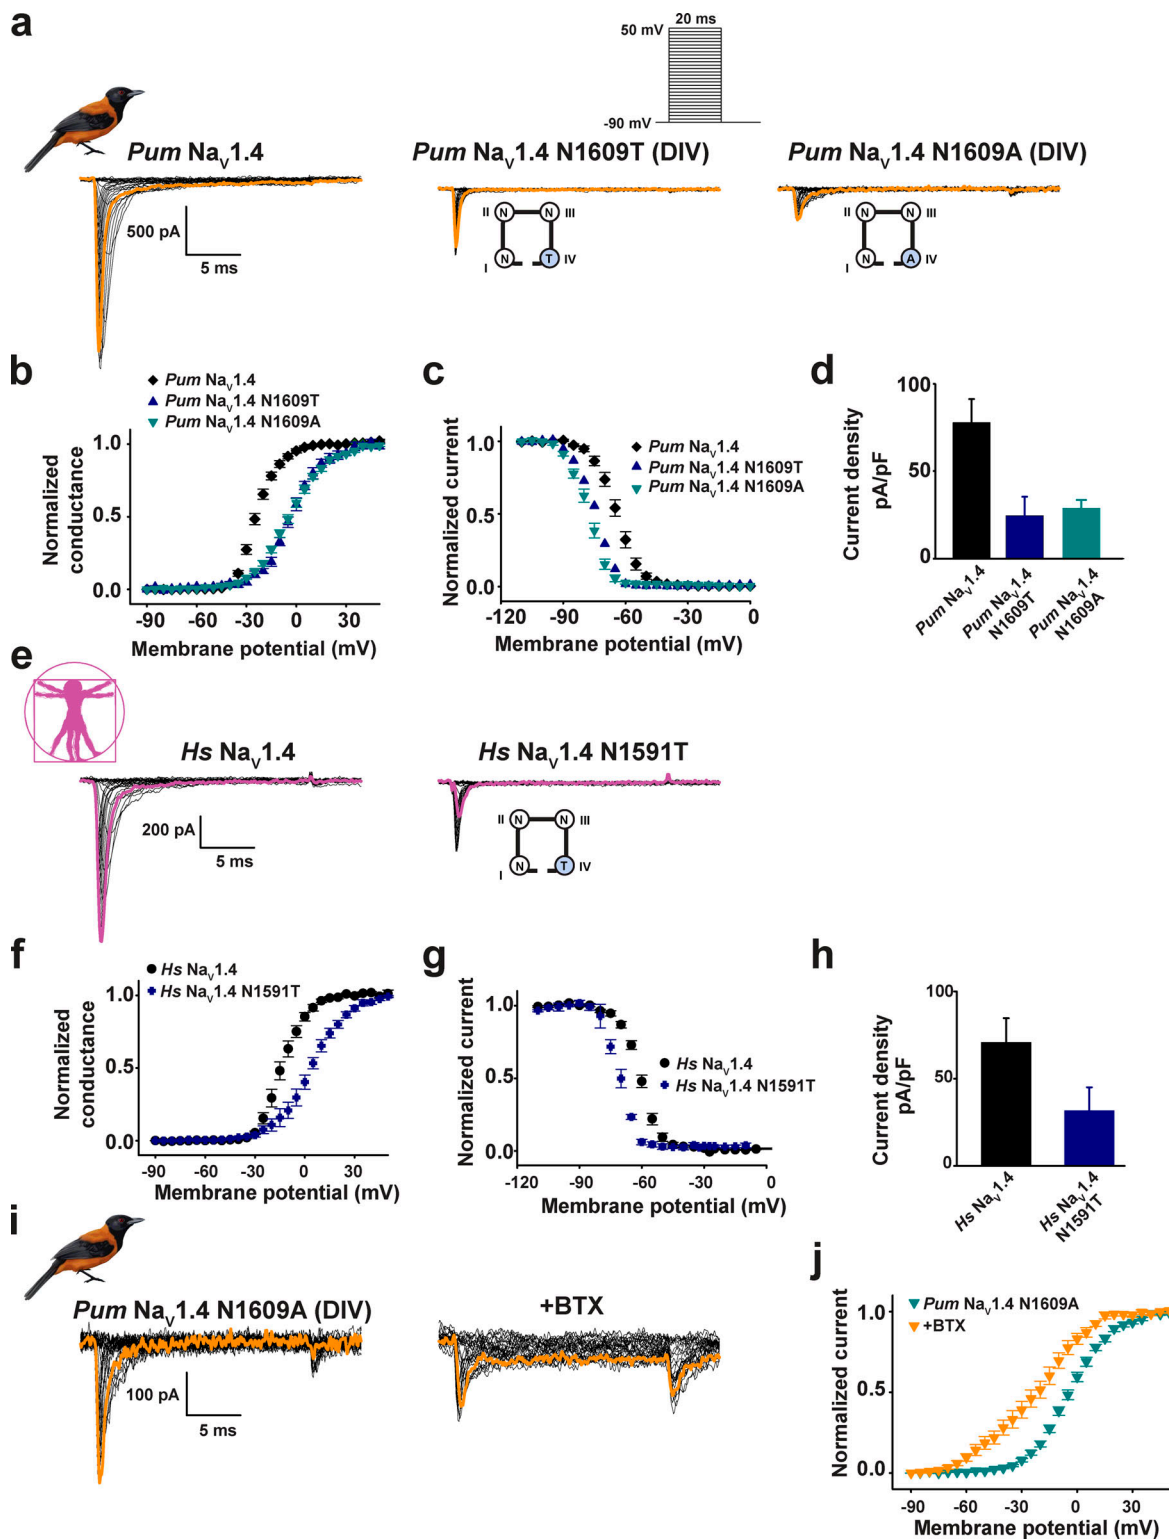 a
20 ms
50 mV
-90 mV
Pum NaV1.4
Pum NaV1.4 N1609T (DIV)
Pum NaV1.4 N1609A (DIV)
500 pA
5 ms
II N N III
I N T IV
II N N III
I N A IV
b
Pum NaV1.4
Pum NaV1.4 N1609T
Pum NaV1.4 N1609A
Normalized
conductance
1.0
0.5
0.0
-90 -60 -30 0 30
Membrane potential (mV)
c
Pum NaV1.4
Pum NaV1.4 N1609T
Pum NaV1.4 N1609A
Normalized current
1.0
0.5
0.0
-120 -90 -60 -30 0
Membrane potential (mV)
d
Current density
pA/pF
100
50
0
Pum NaV1.4
Pum NaV1.4
N1609T
Pum NaV1.4
N1609A
e
Hs NaV1.4
Hs NaV1.4 N1591T
200 pA
5 ms
II N N III
I N T IV
f
Hs NaV1.4
Hs NaV1.4 N1591T
Normalized
conductance
1.0
0.5
0.0
-90 -60 -30 0 30
Membrane potential (mV)
g
Hs NaV1.4
Hs NaV1.4 N1591T
Normalized current
1.0
0.5
0.0
-120 -90 -60 -30 0
Membrane potential (mV)
h
Current density
pA/pF
100
50
0
Hs NaV1.4
Hs NaV1.4
N1591T
i
Pum NaV1.4 N1609A (DIV)
+BTX
100 pA
5 ms
j
Pum NaV1.4 N1609A
+BTX
Normalized current
1.0
0.5
0.0
-90 -60 -30 0 30
Membrane potential (mV)